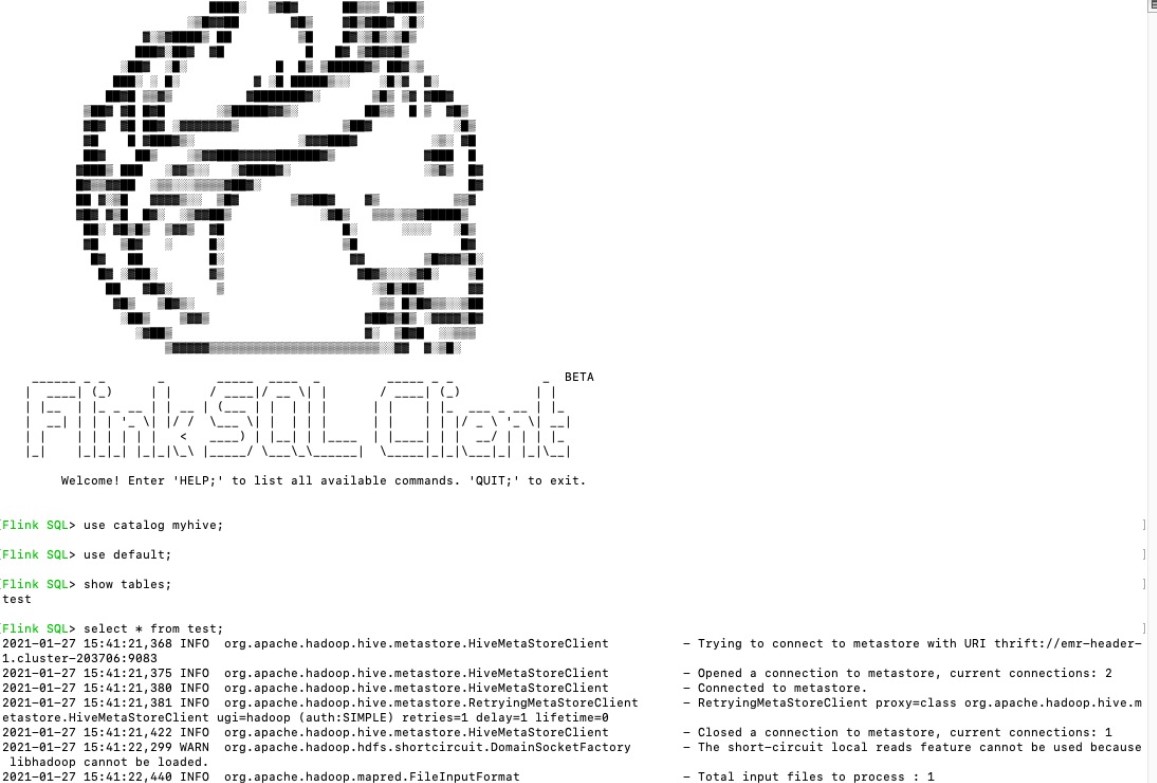 Flink SQL Client BETA
Welcome! Enter 'HELP;' to list all available commands. 'QUIT;' to exit.
[Flink SQL> use catalog myhive; ]
[Flink SQL> use default; ]
[Flink SQL> show tables; ]
test
[Flink SQL> select * from test; ]
2021-01-27 15:41:21,368 INFO org.apache.hadoop.hive.metastore.HiveMetaStoreClient - Trying to connect to metastore with URI thrift://emr-header-
1.cluster-203706:9083
2021-01-27 15:41:21,375 INFO org.apache.hadoop.hive.metastore.HiveMetaStoreClient - Opened a connection to metastore, current connections: 2
2021-01-27 15:41:21,380 INFO org.apache.hadoop.hive.metastore.HiveMetaStoreClient - Connected to metastore.
2021-01-27 15:41:21,381 INFO org.apache.hadoop.hive.metastore.RetryingMetaStoreClient - RetryingMetaStoreClient proxy=class org.apache.hadoop.hive.m
etastore.HiveMetaStoreClient ugi=hadoop (auth:SIMPLE) retries=1 delay=1 lifetime=0
2021-01-27 15:41:21,422 INFO org.apache.hadoop.hive.metastore.HiveMetaStoreClient - Closed a connection to metastore, current connections: 1
2021-01-27 15:41:22,299 WARN org.apache.hadoop.hdfs.shortcircuit.DomainSocketFactory - The short-circuit local reads feature cannot be used because
libhadoop cannot be loaded.
2021-01-27 15:41:22,440 INFO org.apache.hadoop.mapred.FileInputFormat - Total input files to process : 1